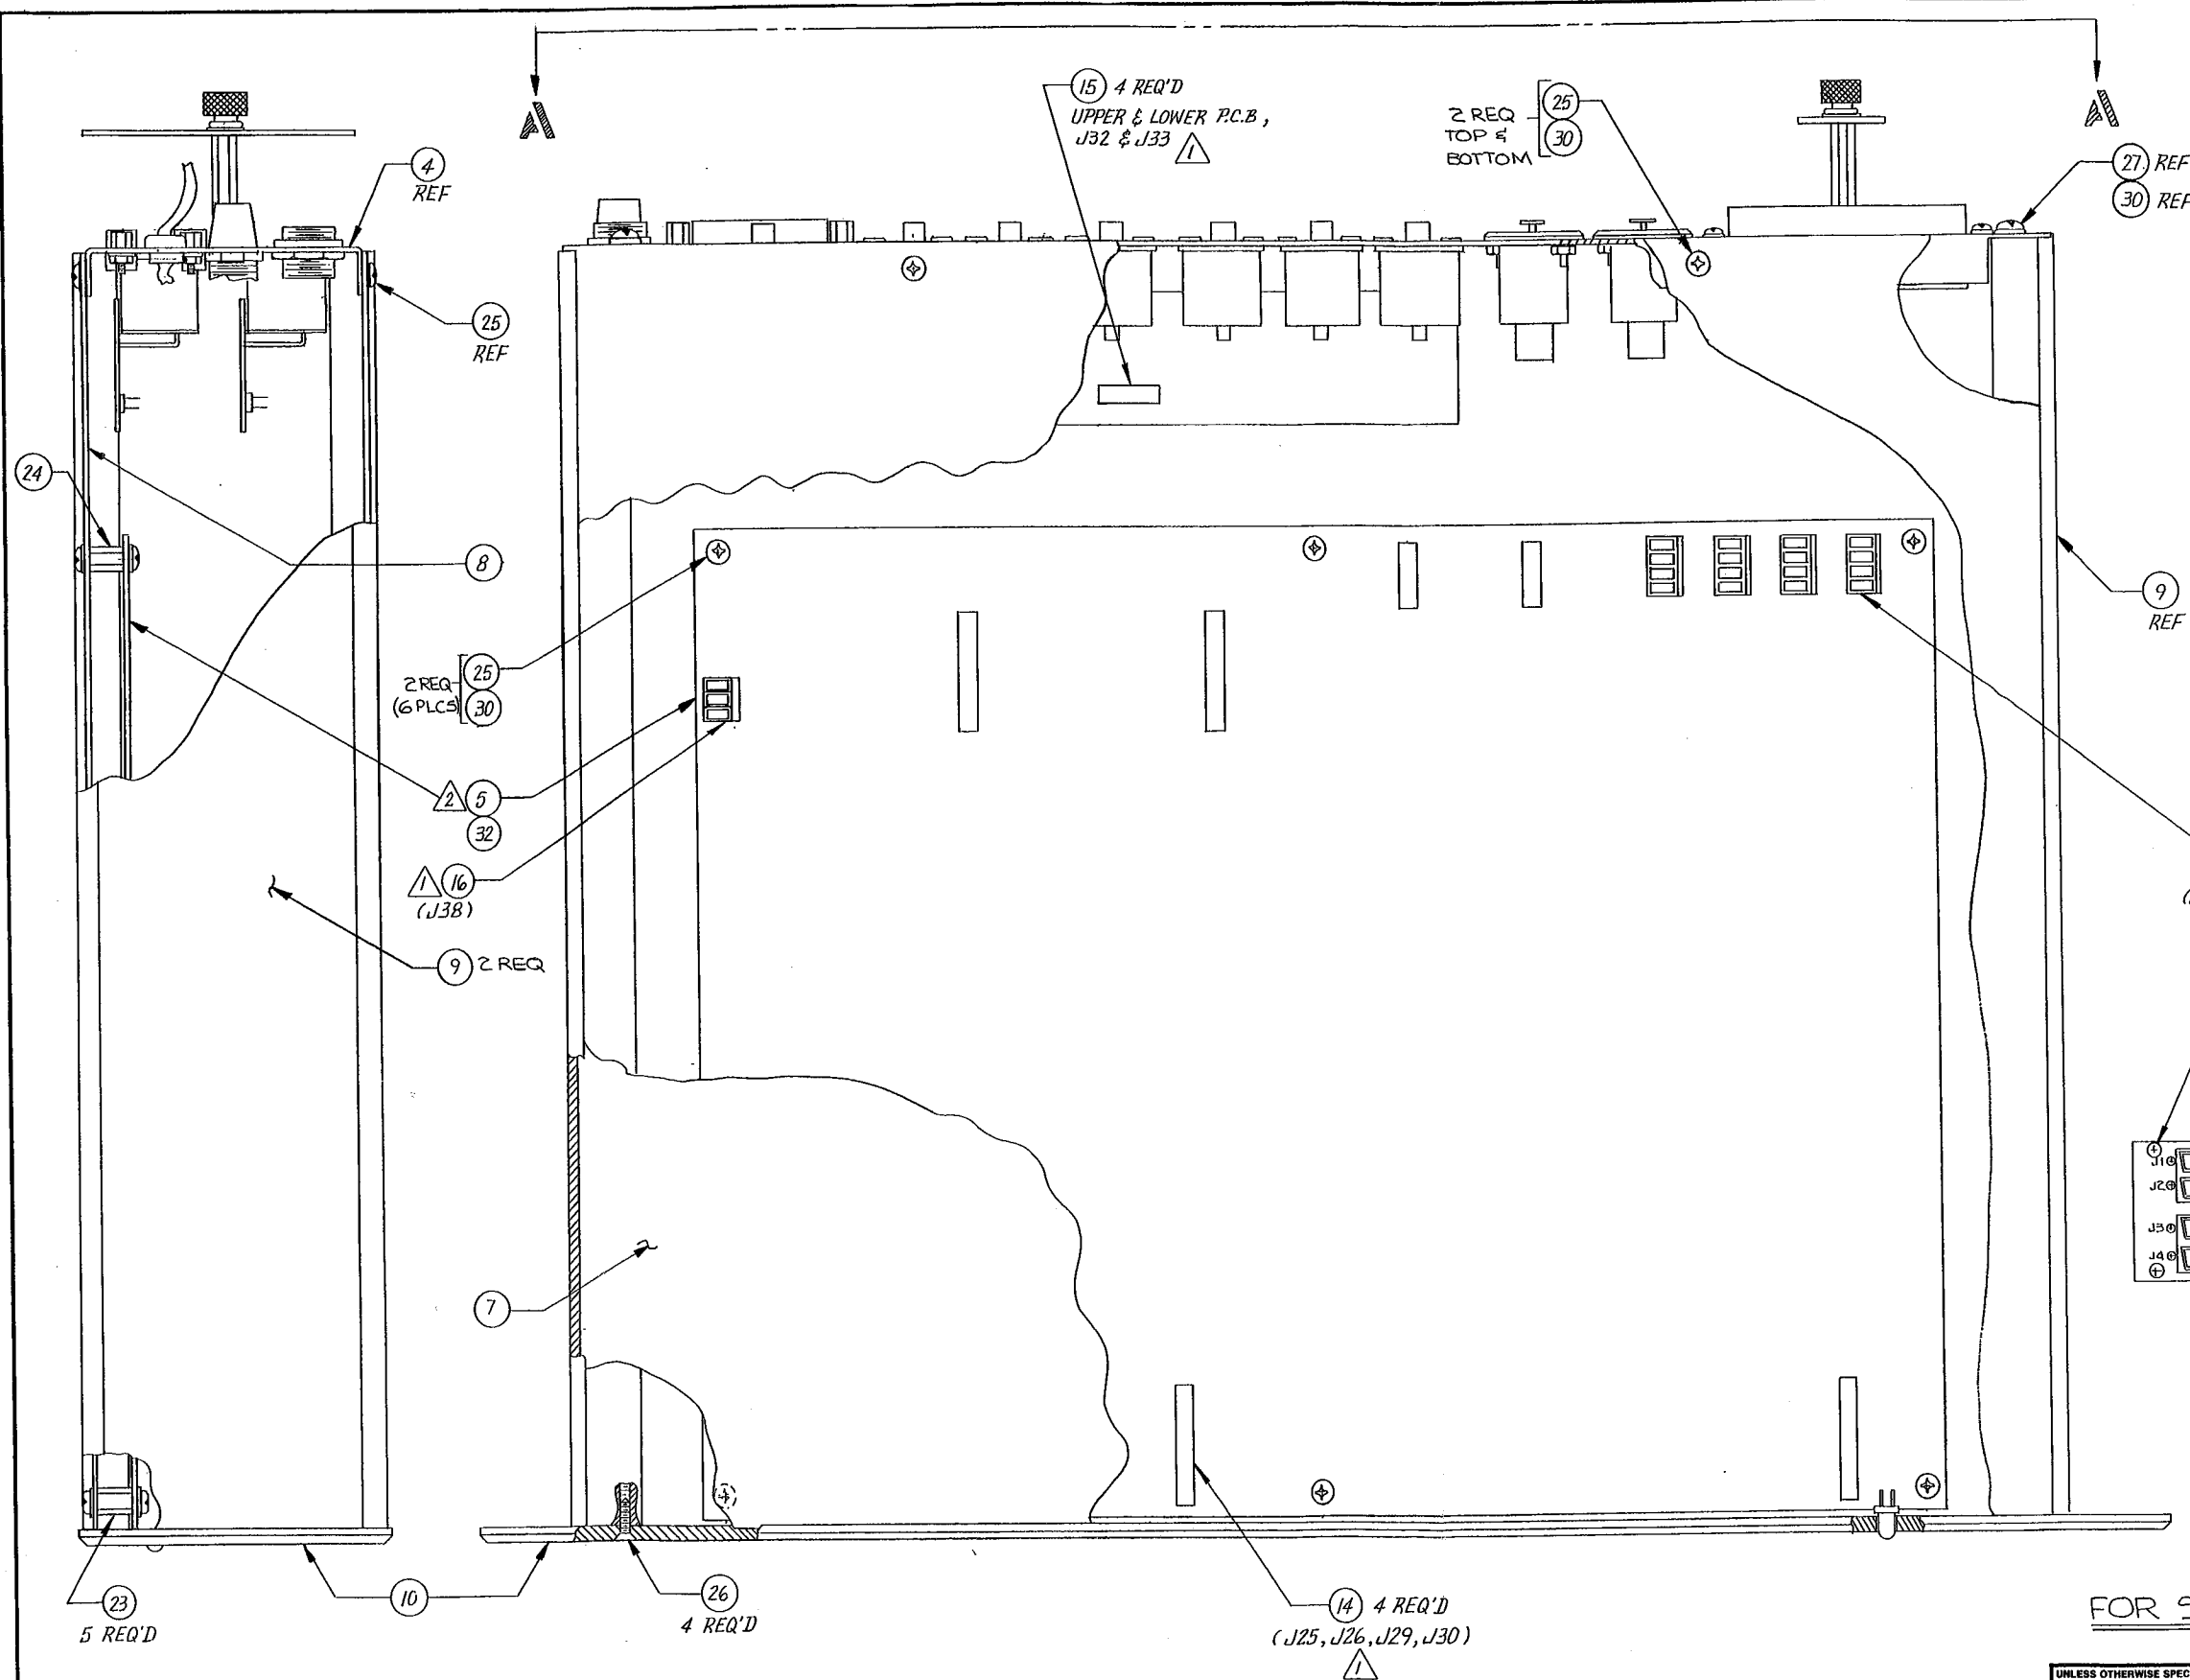 A
A
15 4 REQ'D
UPPER & LOWER P.C.B,
J32 & J33 1
2 REQ
TOP &
BOTTOM
25
30
27 REF
30 REF
4
REF
25
REF
24
8
9
REF
2 REQ
(6 PLCS)
25
30
2 5
32
1 16
(J38)
9 2 REQ
J1
J2
J3
J4
7
23
5 REQ'D
10
26
4 REQ'D
14 4 REQ'D
(J25, J26, J29, J30)
1
FOR
UNLESS OTHERWISE SPEC